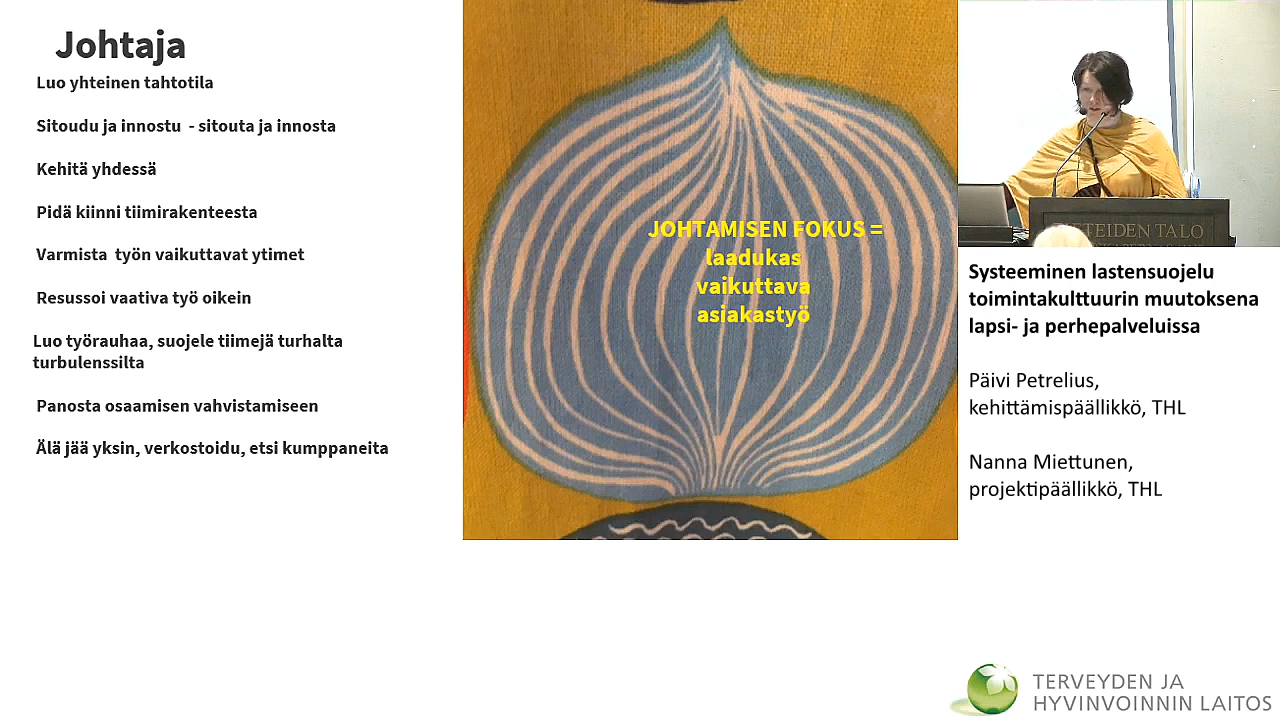 Johtaja
Luo yhteinen tahtotila
Sitoudu ja innostu - sitouta ja innosta
Kehitä yhdessä
Pidä kiinni tiimirakenteesta
Varmista työn vaikuttavat ytimet
Resussoi vaativa työ oikein
Luo työrauhaa, suojele tiimejä turhalta
turbulenssilta
Panosta osaamisen vahvistamiseen
Älä jää yksin, verkostoidu, etsi kumppaneita
JOHTAMISEN FOKUS =
laadukas
vaikuttava
asiakastyö
TALO
Systeeminen lastensuojelu
toimintakulttuurin muutoksena
lapsi- ja perhepalveluissa
Päivi Petrelius,
kehittämispäällikkö, THL
Nanna Miettunen,
projektipäällikkö, THL
TERVEYDEN JA
HYVINVOINNIN LAITOS